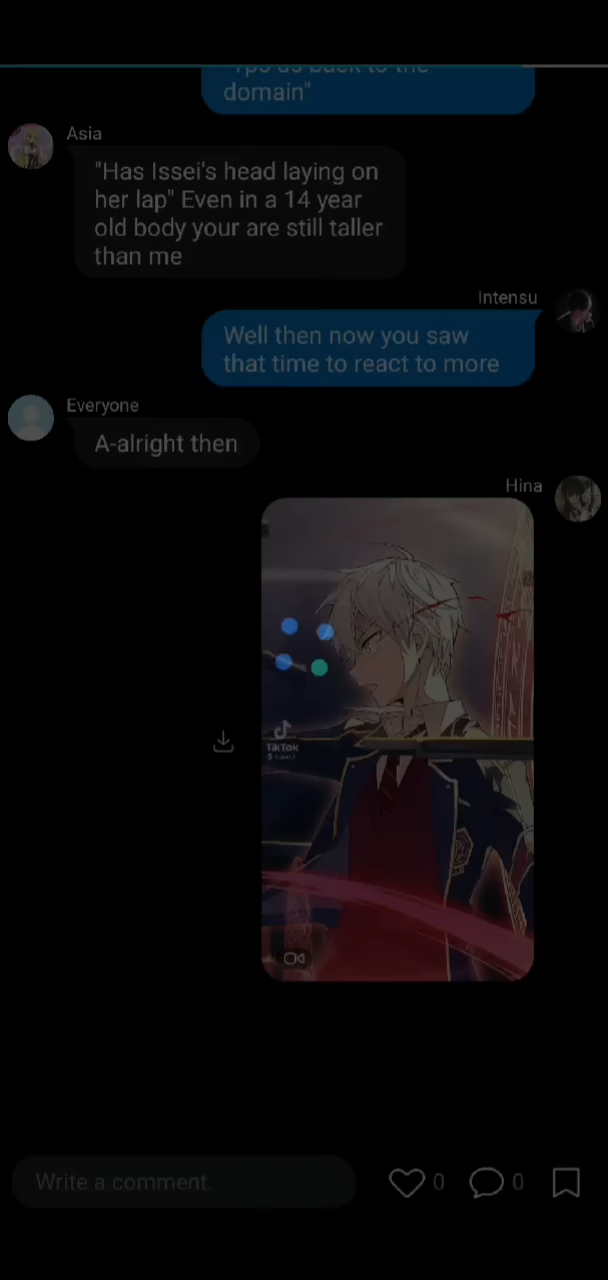 domain"
Asia
"Has Issei's head laying on
her lap" Even in a 14 year
old body your are still taller
than me
Intensu
Well then now you saw
that time to react to more
Everyone
A-alright then
Hina
TikTok
Write a comment.
0
0